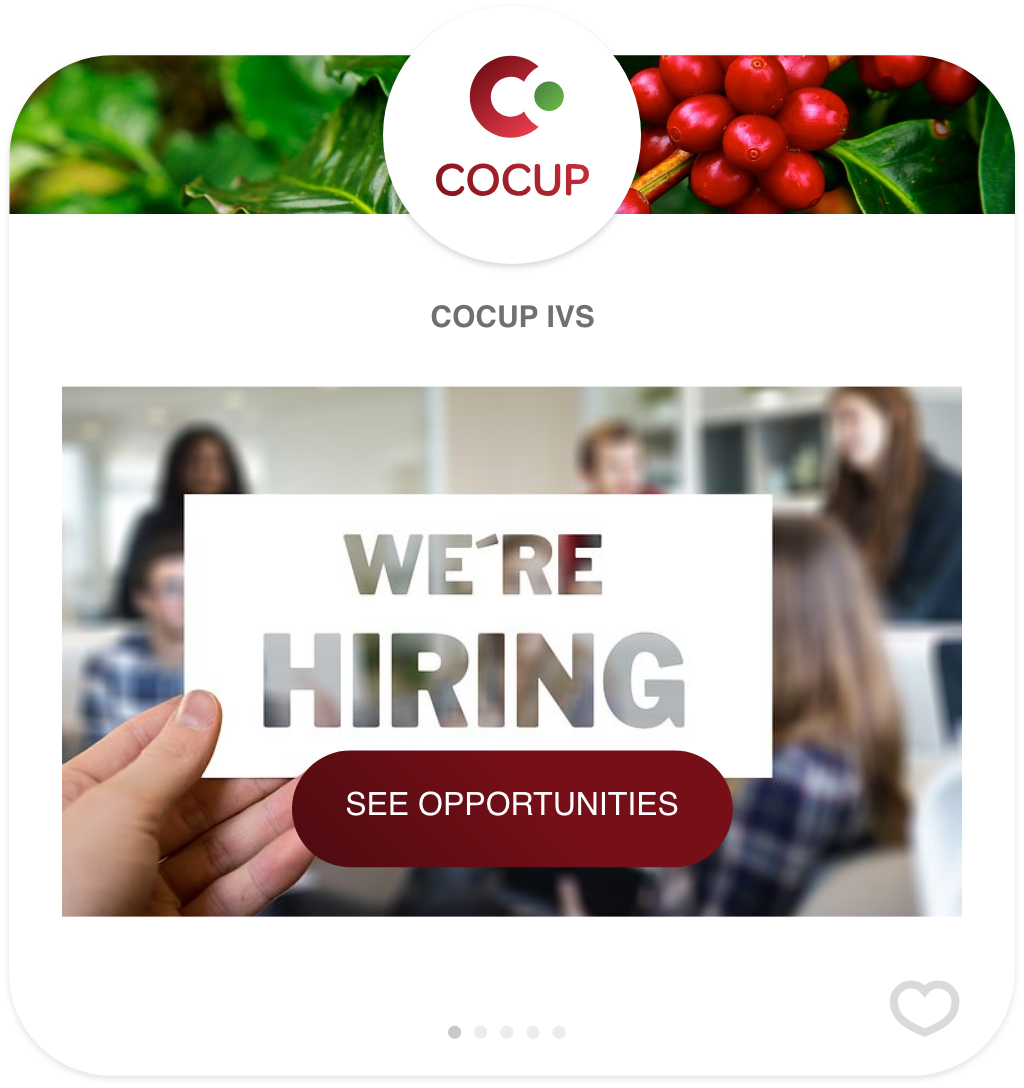 COCUP
COCUP IVS
WE´RE
HIRING
SEE OPPORTUNITIES